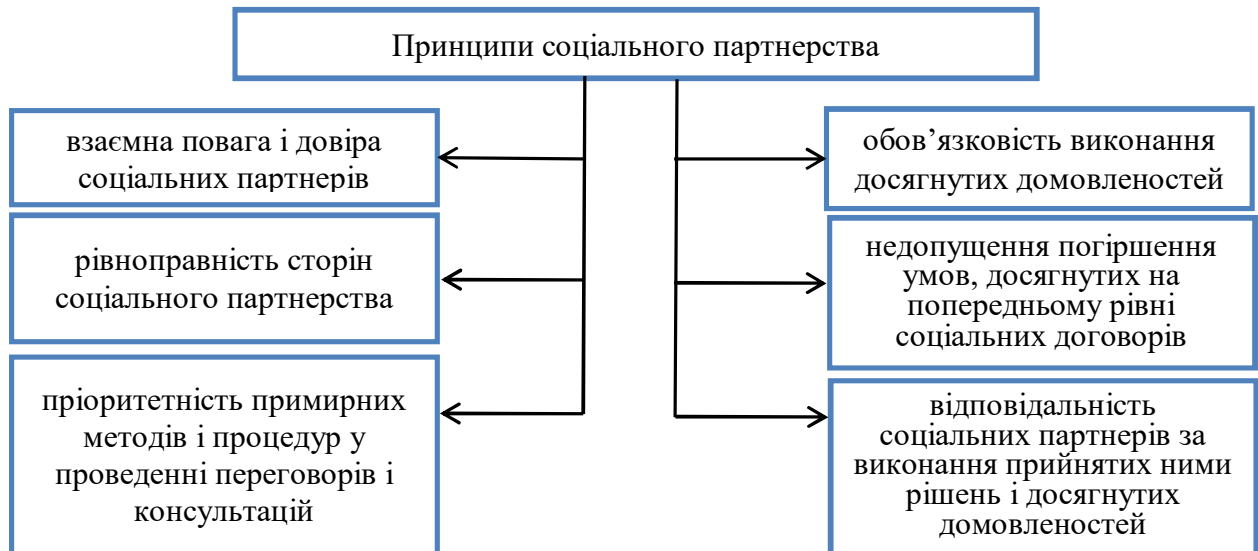 Принципи соціального партнерства
взаємна повага і довіра
соціальних партнерів
рівноправність сторін
соціального партнерства
пріоритетність примирних
методів і процедур у
проведенні переговорів і
консультацій
обов’язковість виконання
досягнутих домовленостей
недопущення погіршення
умов, досягнутих на
попередньому рівні
соціальних договорів
відповідальність
соціальних партнерів за
виконання прийнятих ними
рішень і досягнутих
домовленостей